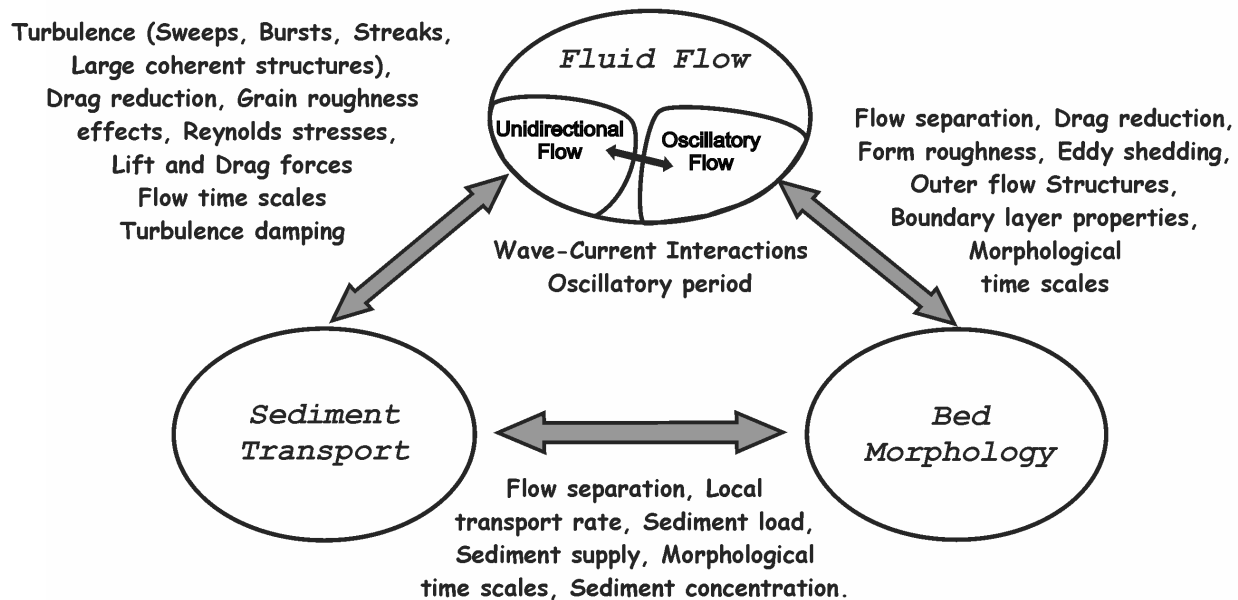 Turbulence (Sweeps, Bursts, Streaks,
Large coherent structures),
Drag reduction, Grain roughness
effects, Reynolds stresses,
Lift and Drag forces
Flow time scales
Turbulence damping
Fluid Flow
Unidirectional
Flow
Oscillatory
Flow
Wave-Current Interactions
Oscillatory period
Flow separation, Drag reduction,
Form roughness, Eddy shedding,
Outer flow Structures,
Boundary layer properties,
Morphological
time scales
Sediment
Transport
Bed
Morphology
Flow separation, Local
transport rate, Sediment load,
Sediment supply, Morphological
time scales, Sediment concentration.